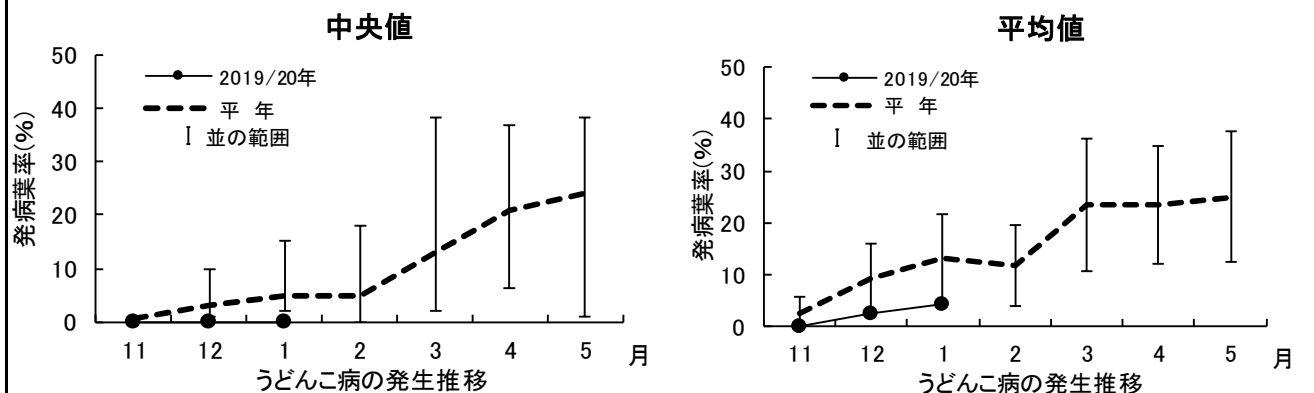 中央値
50
40
30
20
10
0
発病葉率(%)
2019/20年
平 年
並の範囲
11 12 1 2 3 4 5 月
うどんこ病の発生推移
平均値
50
40
30
20
10
0
発病葉率(%)
2019/20年
平 年
並の範囲
11 12 1 2 3 4 5 月
うどんこ病の発生推移